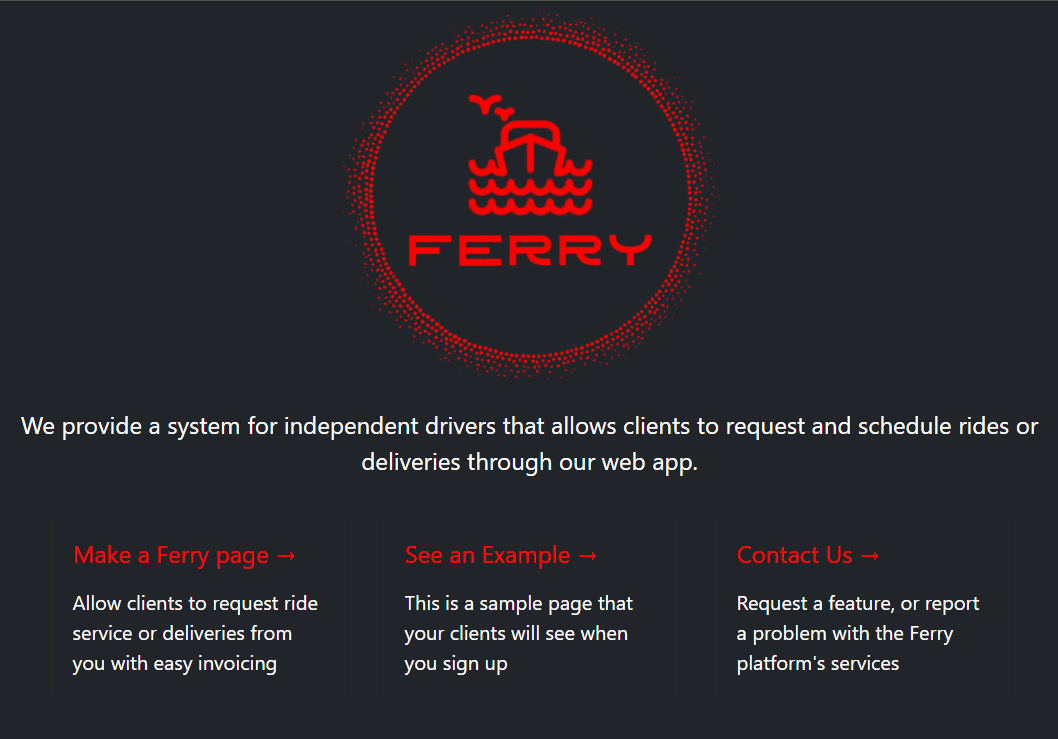 FERRY
We provide a system for independent drivers that allows clients to request and schedule rides or
deliveries through our web app.
Make a Ferry page →
Allow clients to request ride
service or deliveries from
you with easy invoicing
See an Example →
This is a sample page that
your clients will see when
you sign up
Contact Us →
Request a feature, or report
a problem with the Ferry
platform's services